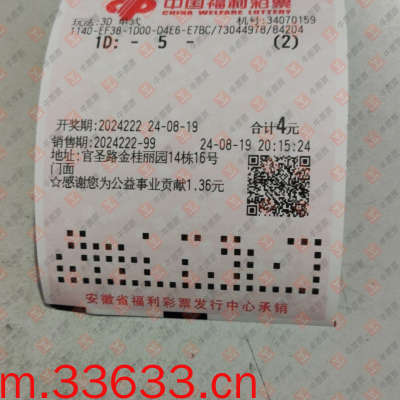 中国福利彩票
CHINA WELFARE LOTTERY
玩法:3D 单式 机号:34070159
1140-EF38-1D00-D4E6-E7BC/73044978/84204
1D: - 5 - (2)
开奖期:2024222 24-08-19 合计4元
销售期:2024222-99 24-08-19 20:15:24
地址:官圣路金桂丽园14栋16号
门面
☆感谢您为公益事业贡献1.36元
安徽省福利彩票发行中心承销
m.33633.cn